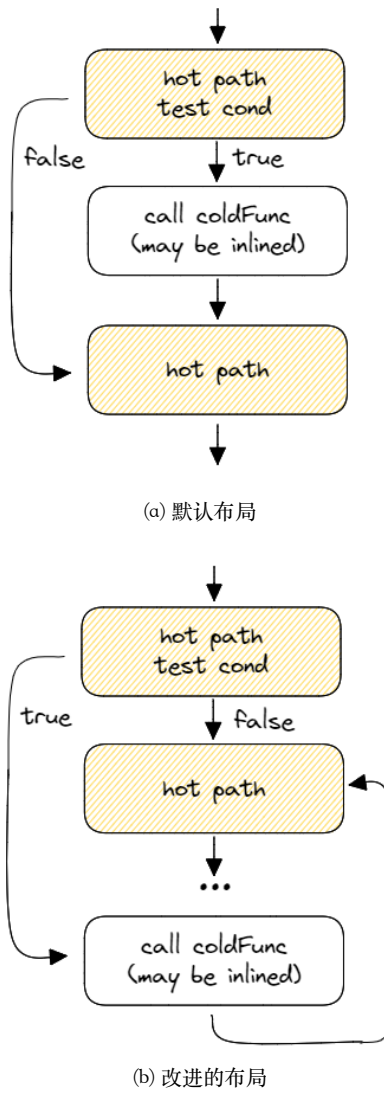 hot path
test cond
false
true
call coldFunc
(may be inlined)
hot path
(a) 默认布局
hot path
test cond
true
false
hot path
...
call coldFunc
(may be inlined)
(b) 改进的布局